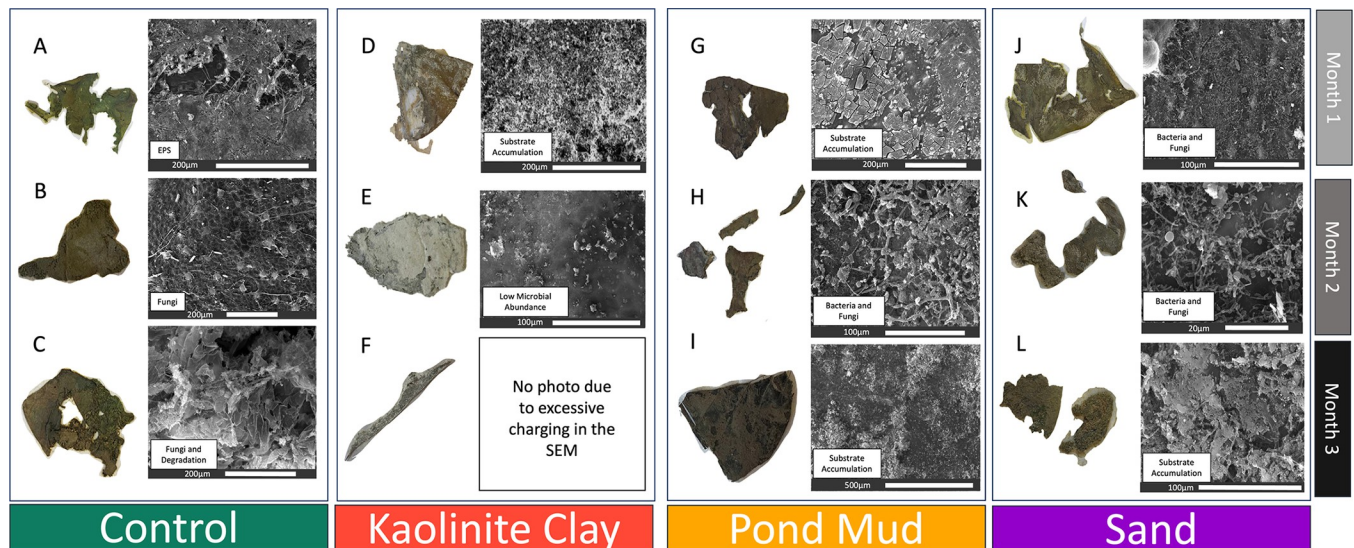 A
EPS
200µm
B
Fungi
200µm
C
Fungi and
Degradation
200µm
Control
D
Substrate
Accumulation
200µm
E
Low Microbial
Abundance
100µm
F
No photo due
to excessive
charging in the
SEM
Kaolinite Clay
G
Substrate
Accumulation
200µm
H
Bacteria and
Fungi
100µm
I
Substrate
Accumulation
500µm
Pond Mud
J
Bacteria and
Fungi
100µm
K
Bacteria and
Fungi
20µm
L
Substrate
Accumulation
100µm
Sand
Month 1
Month 2
Month 3